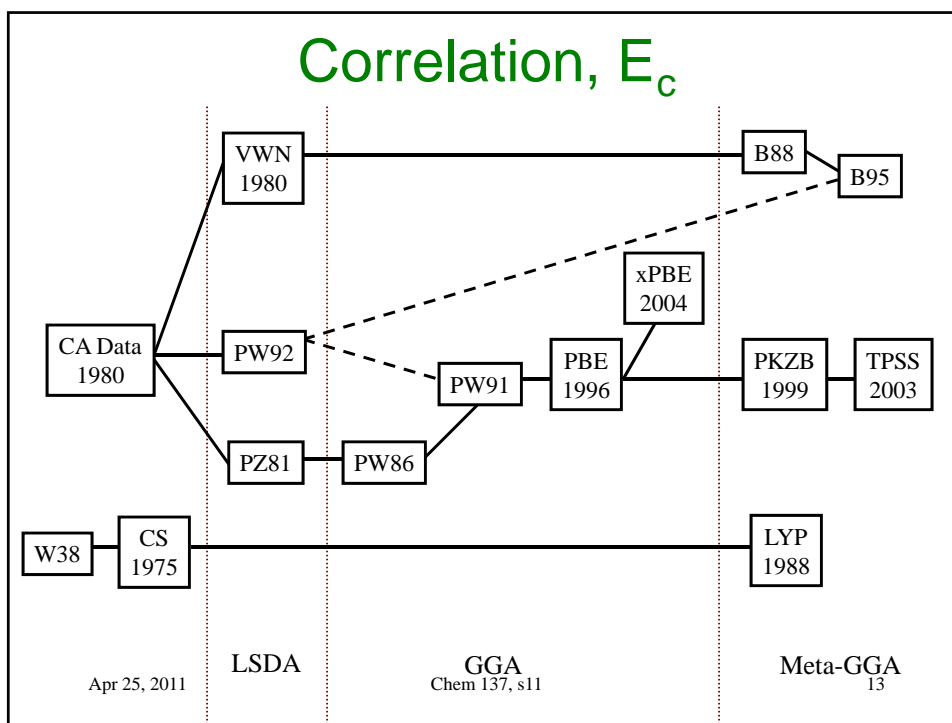 Correlation, Ec
VWN
1980
B88
B95
xPBE
2004
CA Data
1980
PW92
PW91
PBE
1996
PKZB
1999
TPSS
2003
PZ81
PW86
W38
CS
1975
LYP
1988
LSDA
GGA
Meta-GGA
Apr 25, 2011
Chem 137, s11
13